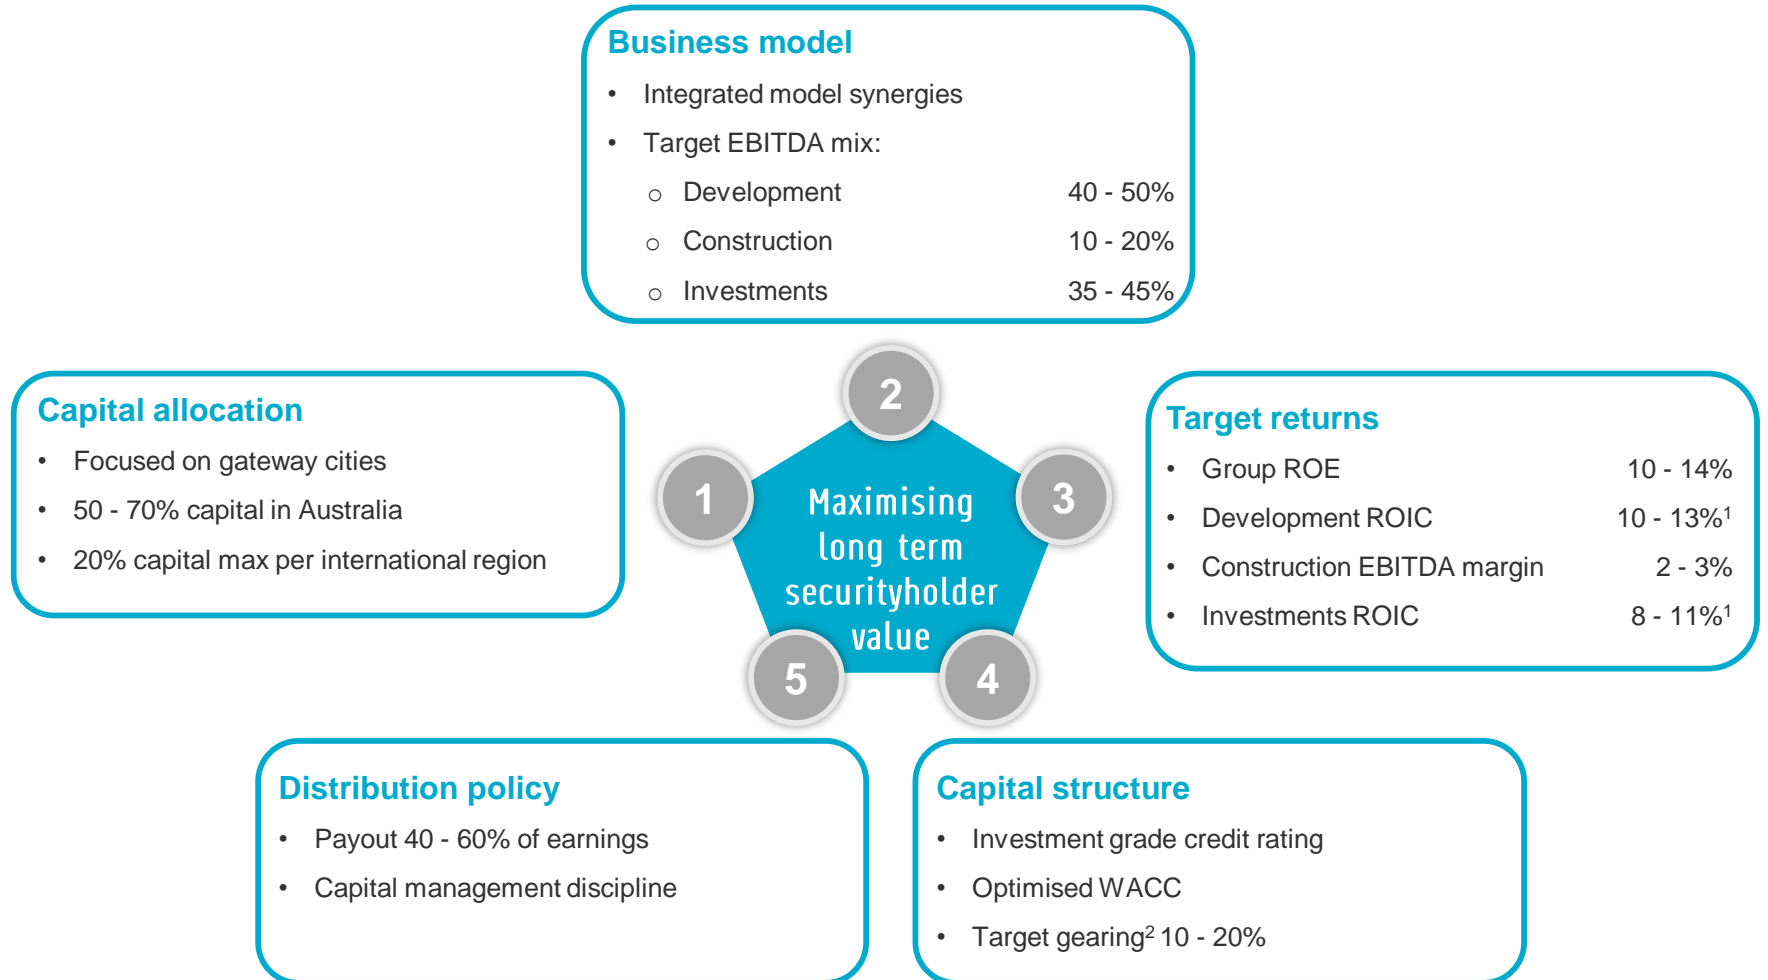 Business model
• Integrated model synergies
• Target EBITDA mix:
o Development 40 - 50%
o Construction 10 - 20%
o Investments 35 - 45%
Capital allocation
• Focused on gateway cities
• 50 - 70% capital in Australia
• 20% capital max per international region
2
1
3
5
4
Maximising
long term
securityholder
value
Target returns
• Group ROE 10 - 14%
• Development ROIC 10 - 13%¹
• Construction EBITDA margin 2 - 3%
• Investments ROIC 8 - 11%¹
Distribution policy
• Payout 40 - 60% of earnings
• Capital management discipline
Capital structure
• Investment grade credit rating
• Optimised WACC
• Target gearing² 10 - 20%